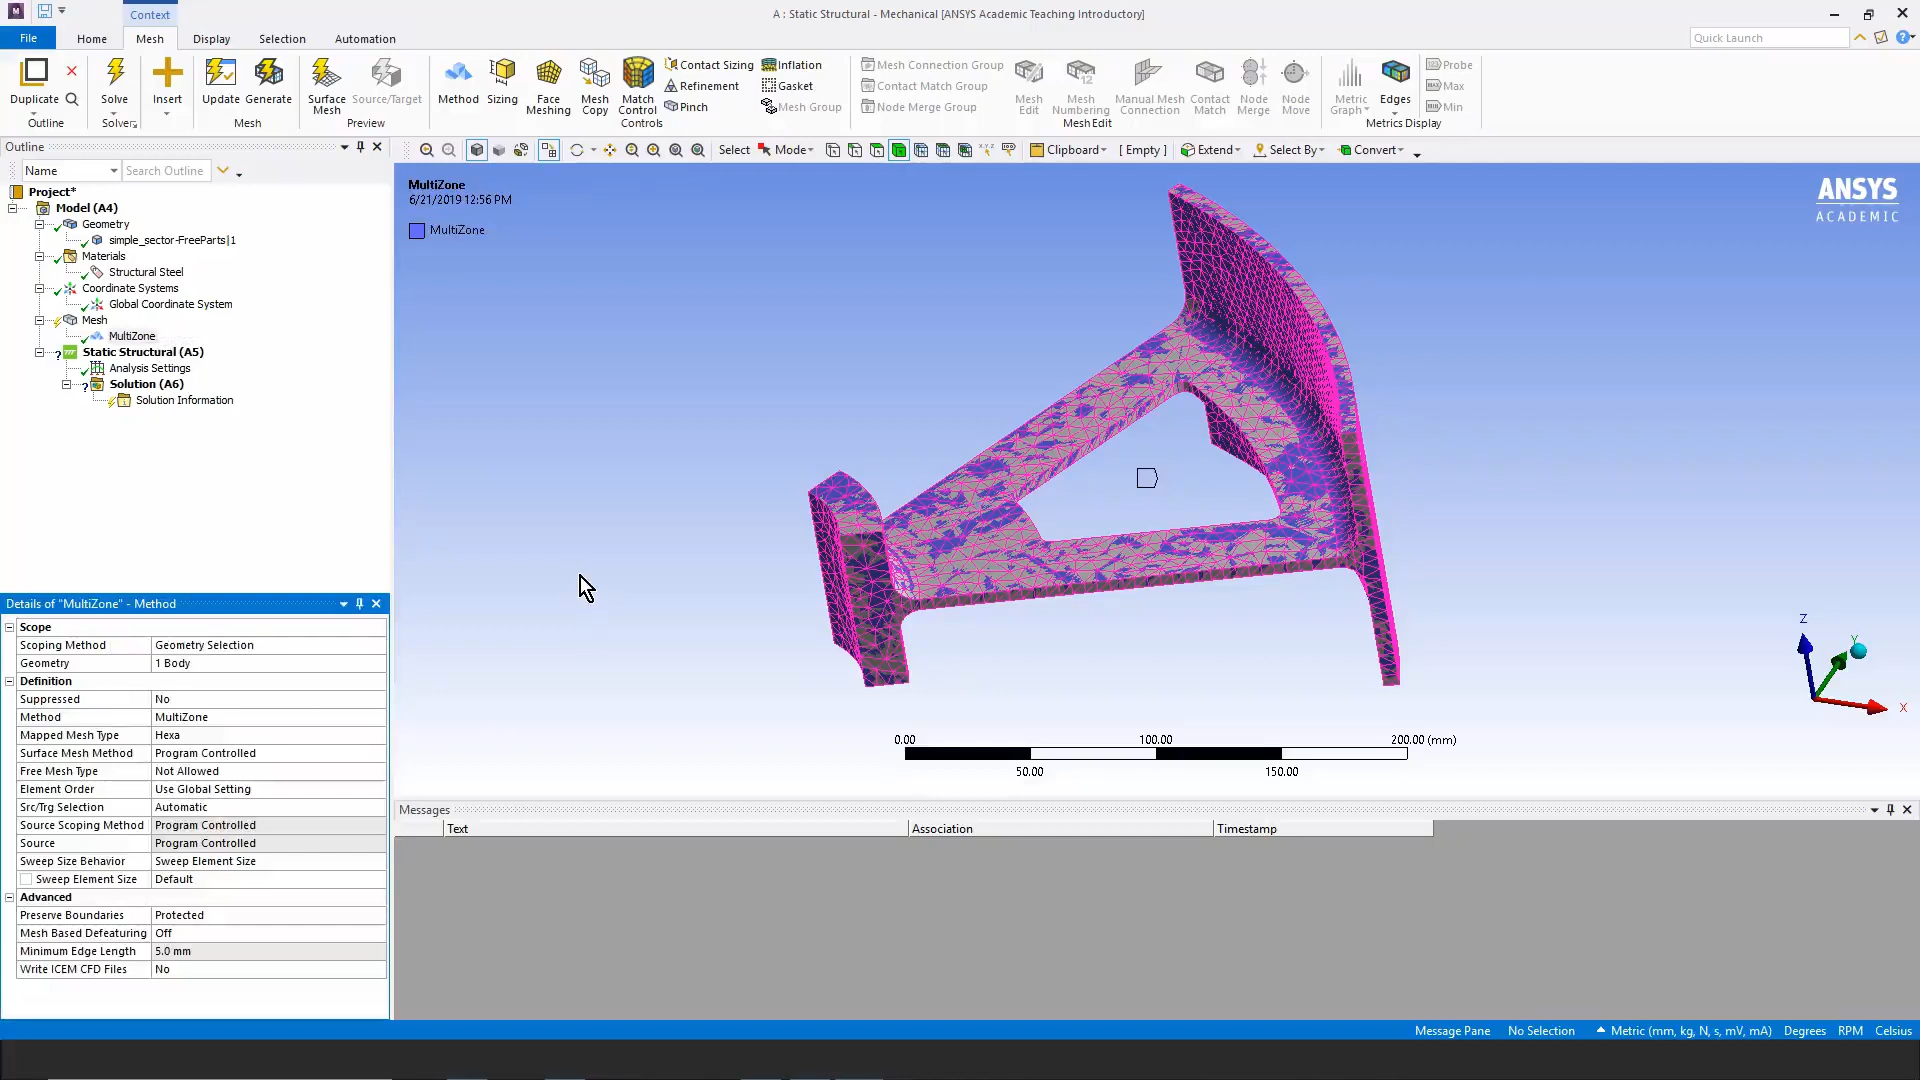 Context
A : Static Structural - Mechanical [ANSYS Academic Teaching Introductory]
File Home Mesh Display Selection Automation
Quick Launch
Duplicate Solve Insert Update Generate Surface Mesh Source/Target Method Sizing Face Meshing Mesh Copy Match Control
Contact Sizing Inflation
Refinement Gasket
Pinch Mesh Group
Mesh Connection Group
Contact Match Group
Node Merge Group
Mesh Edit Mesh Numbering Manual Mesh Connection Contact Match Node Merge Node Move Metric Graph Edges
Probe
Max
Min
Outline Solver Mesh Preview Controls Mesh Edit Metrics Display
Outline
Name Search Outline
Select Mode Clipboard [ Empty ] Extend Select By Convert
Project*
Model (A4)
Geometry
simple_sector-FreeParts|1
Materials
Structural Steel
Coordinate Systems
Global Coordinate System
Mesh
MultiZone
Static Structural (A5)
Analysis Settings
Solution (A6)
Solution Information
MultiZone
6/21/2019 12:56 PM
MultiZone
ANSYS
ACADEMIC
Z
Y
X
0.00 100.00 200.00 (mm)
50.00 150.00
Details of "MultiZone" - Method
Scope
Scoping Method Geometry Selection
Geometry 1 Body
Definition
Suppressed No
Method MultiZone
Mapped Mesh Type Hexa
Surface Mesh Method Program Controlled
Free Mesh Type Not Allowed
Element Order Use Global Setting
Src/Trg Selection Automatic
Source Scoping Method Program Controlled
Source Program Controlled
Sweep Size Behavior Sweep Element Size
Sweep Element Size Default
Advanced
Preserve Boundaries Protected
Mesh Based Defeaturing Off
Minimum Edge Length 5.0 mm
Write ICEM CFD Files No
Messages
Text Association Timestamp
Message Pane No Selection Metric (mm, kg, N, s, mV, mA) Degrees RPM Celsius